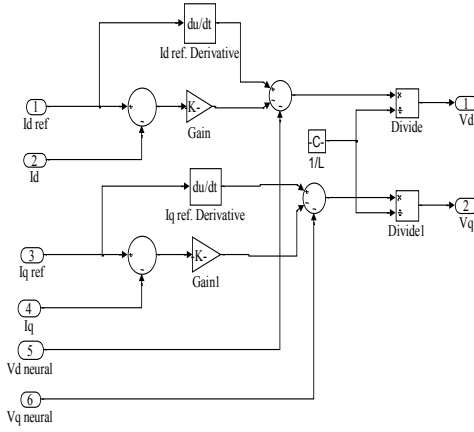 du/dt
Id ref. Derivative
1
Id ref
K-
Gain
2
Id
×
÷
Divide
1
Vd
-C-
1/L
du/dt
Iq ref. Derivative
×
÷
Divide1
2
Vq
3
Iq ref
-K-
Gain1
4
Iq
5
Vd neural
6
Vq neural